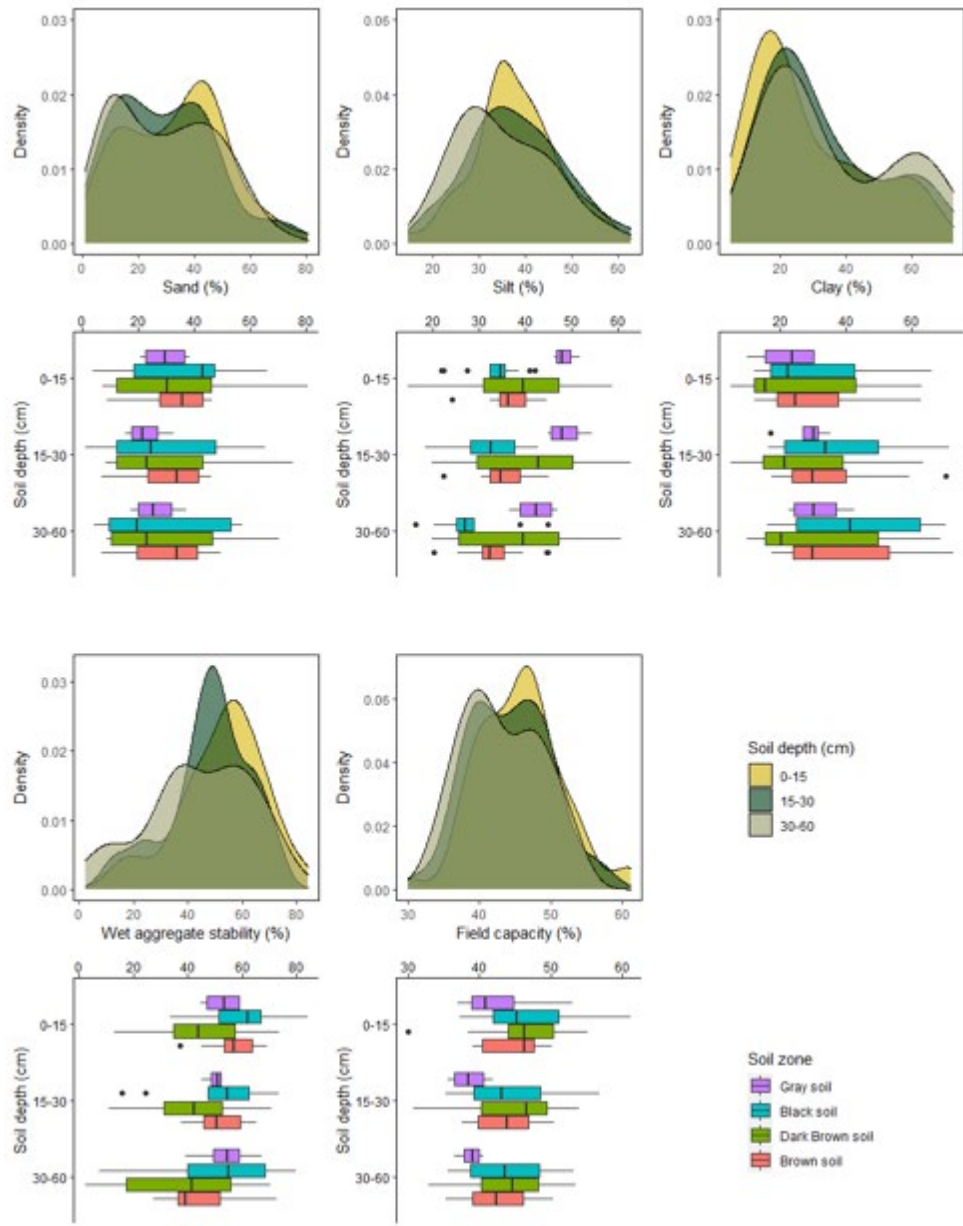 0.03
0.02
0.01
0.00
Density
0 20 40 60 80
Sand (%)
0.06
0.04
0.02
0.00
Density
20 30 40 50 60
Silt (%)
0.03
0.02
0.01
0.00
Density
20 40 60
Clay (%)
0 20 40 60 80
0-15
15-30
30-60
Soil depth (cm)
20 30 40 50 60
0-15
15-30
30-60
Soil depth (cm)
20 40 60
0-15
15-30
30-60
Soil depth (cm)
0.03
0.02
0.01
0.00
Density
0 20 40 60 80
Wet aggregate stability (%)
0.06
0.04
0.02
0.00
Density
30 40 50 60
Field capacity (%)
Soil depth (cm)
0-15
15-30
30-60
0 20 40 60 80
0-15
15-30
30-60
Soil depth (cm)
30 40 50 60
0-15
15-30
30-60
Soil depth (cm)
Soil zone
Gray soil
Black soil
Dark Brown soil
Brown soil